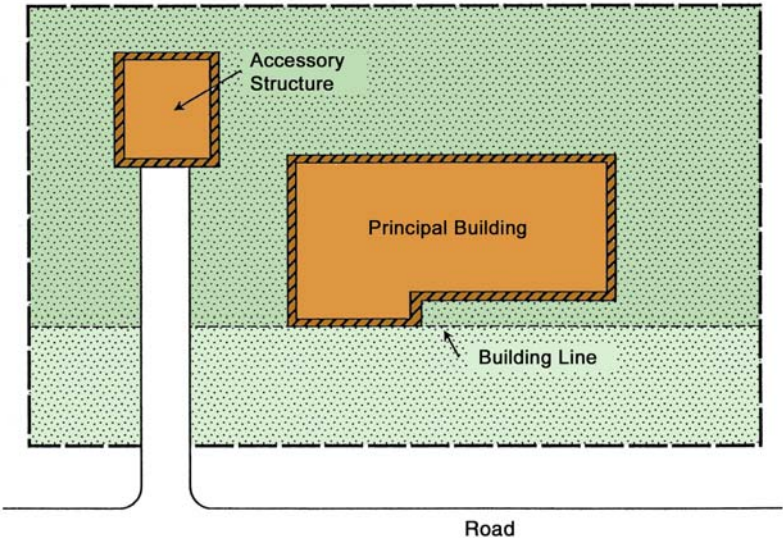 Accessory
Structure
Principal Building
Building Line
Road